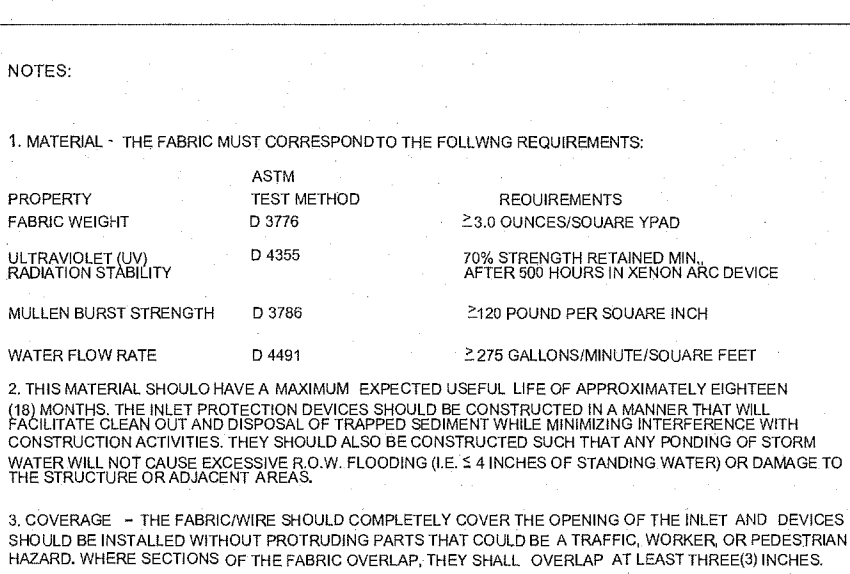 NOTES:
1. MATERIAL - THE FABRIC MUST CORRESPONDTO THE FOLLWNG REQUIREMENTS:
ASTM
PROPERTY TEST METHOD REOUIREMENTS
FABRIC WEIGHT D 3776 ≥3.0 OUNCES/SOUARE YPAD
ULTRAVIOLET (UV) D 4355 70% STRENGTH RETAINED MIN.,
RADIATION STABILITY AFTER 500 HOURS IN XENON ARC DEVICE
MULLEN BURST STRENGTH D 3786 ≥120 POUND PER SOUARE INCH
WATER FLOW RATE D 4491 ≥275 GALLONS/MINUTE/SOUARE FEET
2. THIS MATERIAL SHOULO HAVE A MAXIMUM EXPECTED USEFUL LIFE OF APPROXIMATELY EIGHTEEN
(18) MONTHS. THE INLET PROTECTION DEVICES SHOULD BE CONSTRUCTED IN A MANNER THAT WILL
FACILITATE CLEAN OUT AND DISPOSAL OF TRAPPED SEDIMENT WHILE MINIMIZING INTERFERENCE WITH
CONSTRUCTION ACTIVITIES. THEY SHOULD ALSO BE CONSTRUCTED SUCH THAT ANY PONDING OF STORM
WATER WILL NOT CAUSE EXCESSIVE R.O.W. FLOODING (I.E. ≤ 4 INCHES OF STANDING WATER) OR DAMAGE TO
THE STRUCTURE OR ADJACENT AREAS.
3. COVERAGE - THE FABRIC/WIRE SHOULD COMPLETELY COVER THE OPENING OF THE INLET AND DEVICES
SHOULD BE INSTALLED WITHOUT PROTRUDING PARTS THAT COULD BE A TRAFFIC, WORKER, OR PEDESTRIAN
HAZARD. WHERE SECTIONS OF THE FABRIC OVERLAP, THEY SHALL OVERLAP AT LEAST THREE(3) INCHES.